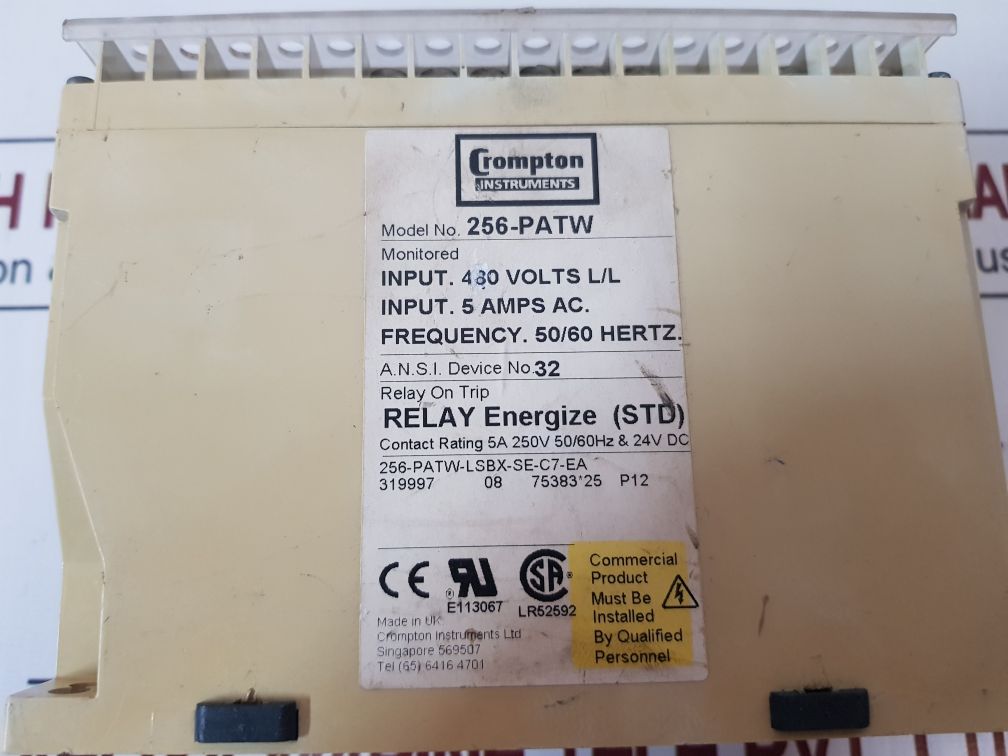 Crompton
INSTRUMENTS
Model No. 256-PATW
Monitored
INPUT. 480 VOLTS L/L
INPUT. 5 AMPS AC.
FREQUENCY. 50/60 HERTZ.
A.N.S.I. Device No.32
Relay On Trip
RELAY Energize (STD)
Contact Rating 5A 250V 50/60Hz & 24V DC
256-PATW-LSBX-SE-C7-EA
319997 08 75383*25 P12
CE
E113067
LR52592
Made in UK
Crompton Instruments Ltd
Singapore 569507
Tel (65) 6416 4701
Commercial
Product
Must Be
Installed
By Qualified
Personnel